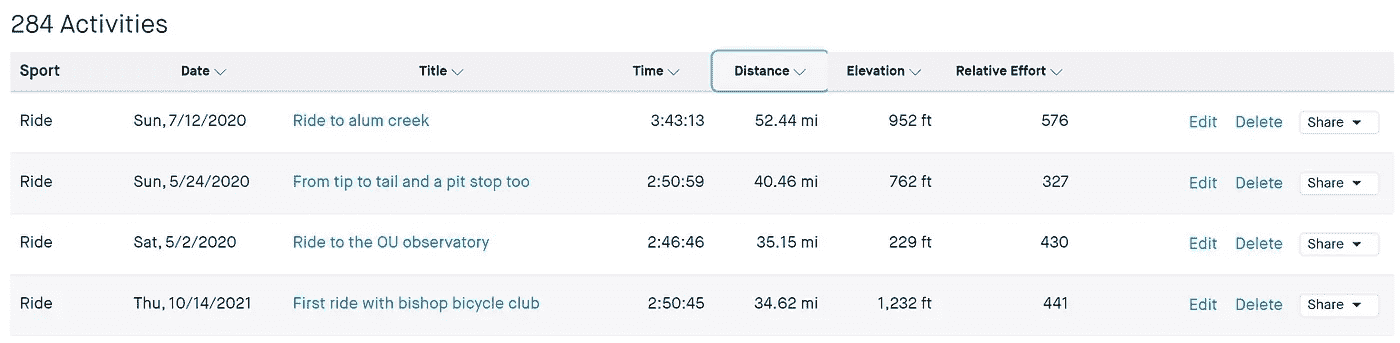 284 Activities
Sport Date Title Time Distance Elevation Relative Effort
Ride Sun, 7/12/2020 Ride to alum creek 3:43:13 52.44 mi 952 ft 576 Edit Delete Share
Ride Sun, 5/24/2020 From tip to tail and a pit stop too 2:50:59 40.46 mi 762 ft 327 Edit Delete Share
Ride Sat, 5/2/2020 Ride to the OU observatory 2:46:46 35.15 mi 229 ft 430 Edit Delete Share
Ride Thu, 10/14/2021 First ride with bishop bicycle club 2:50:45 34.62 mi 1,232 ft 441 Edit Delete Share